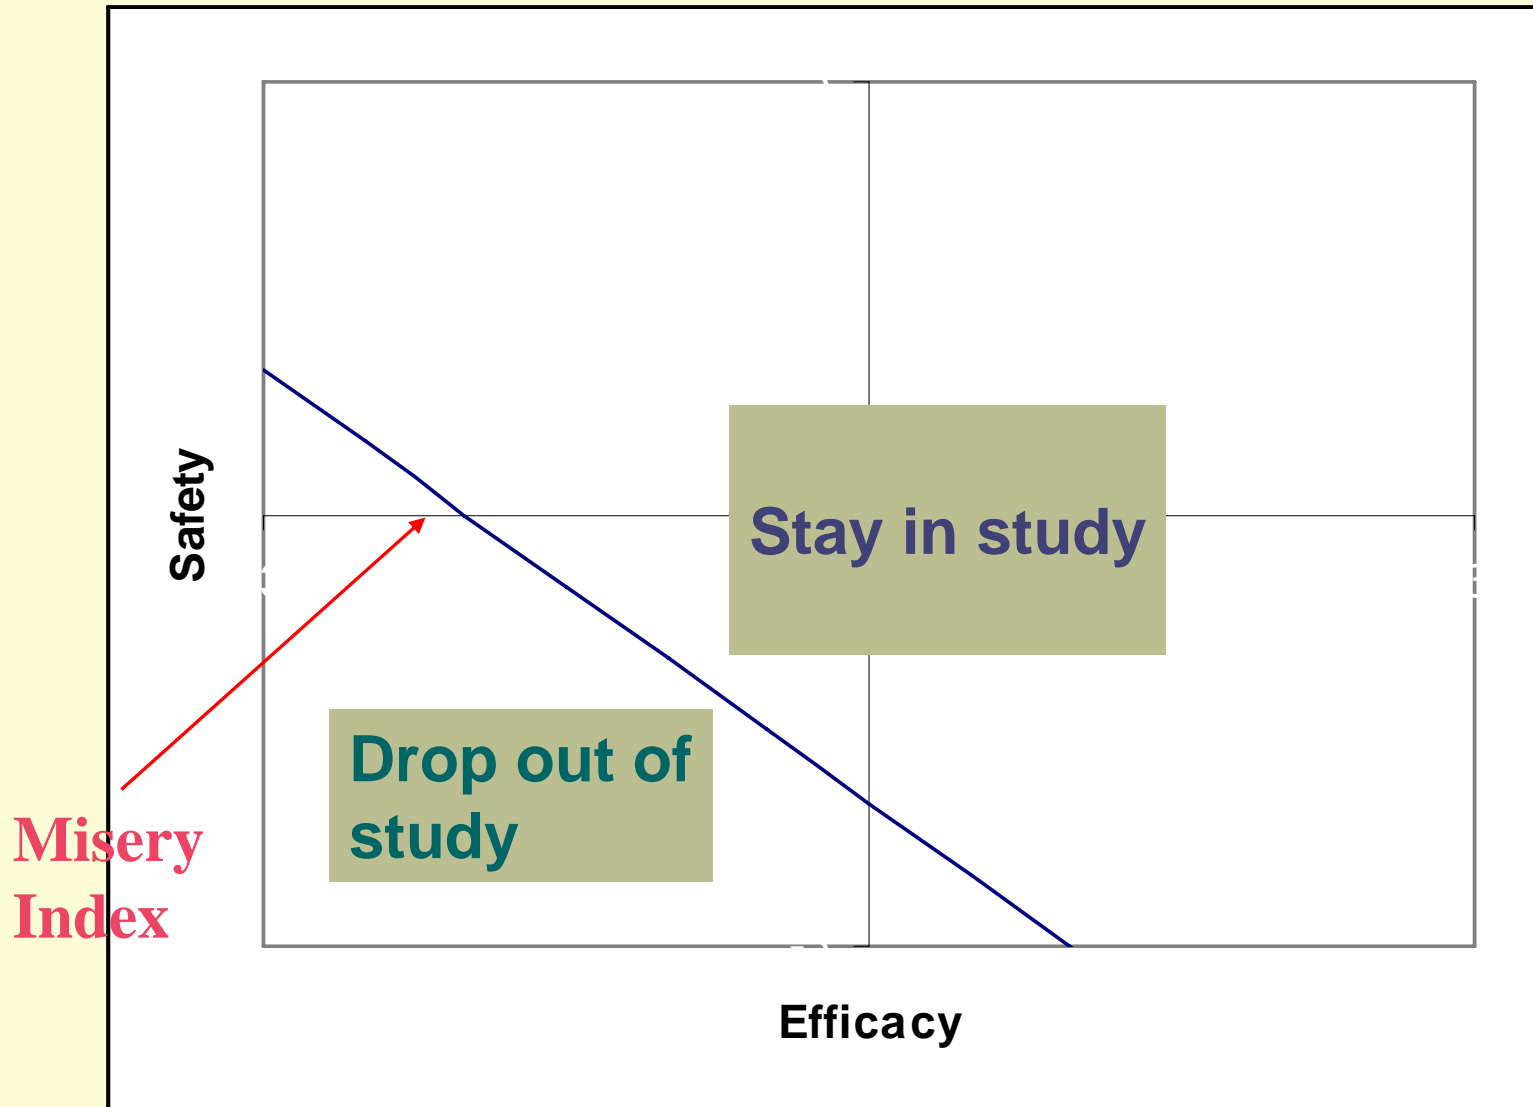 Safety
Stay in study
Drop out of
study
Misery
Index
Efficacy